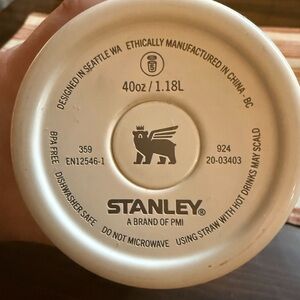 DESIGNED IN SEATTLE WA ETHICALLY MANUFACTURED IN CHINA - BC
40oz / 1.18L
359
EN12546-1
924
20-03403
STANLEY®
A BRAND OF PMI
BPA FREE DISHWASHER SAFE DO NOT MICROWAVE USING STRAW WITH HOT DRINKS MAY SCALD